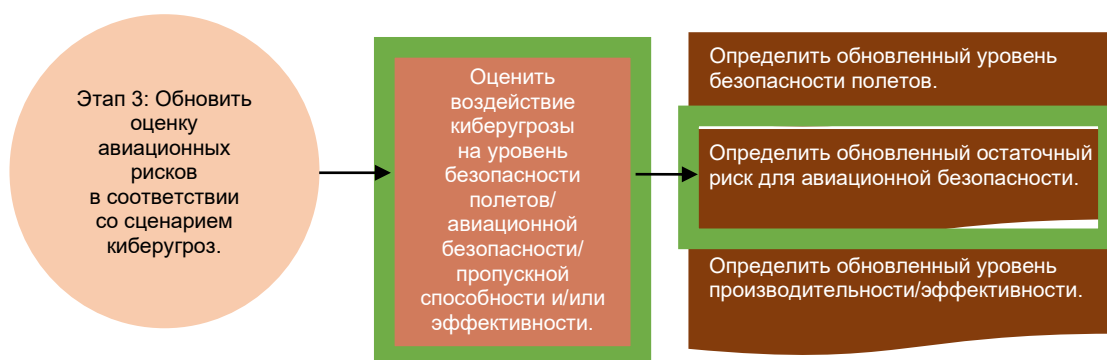 Этап 3: Обновить
оценку
авиационных
рисков
в соответствии
со сценарием
киберугроз.
Оценить
воздействие
киберугрозы
на уровень
безопасности
полетов/
авиационной
безопасности/
пропускной
способности и/или
эффективности.
Определить обновленный уровень
безопасности полетов.
Определить обновленный остаточный
риск для авиационной безопасности.
Определить обновленный уровень
производительности/эффективности.